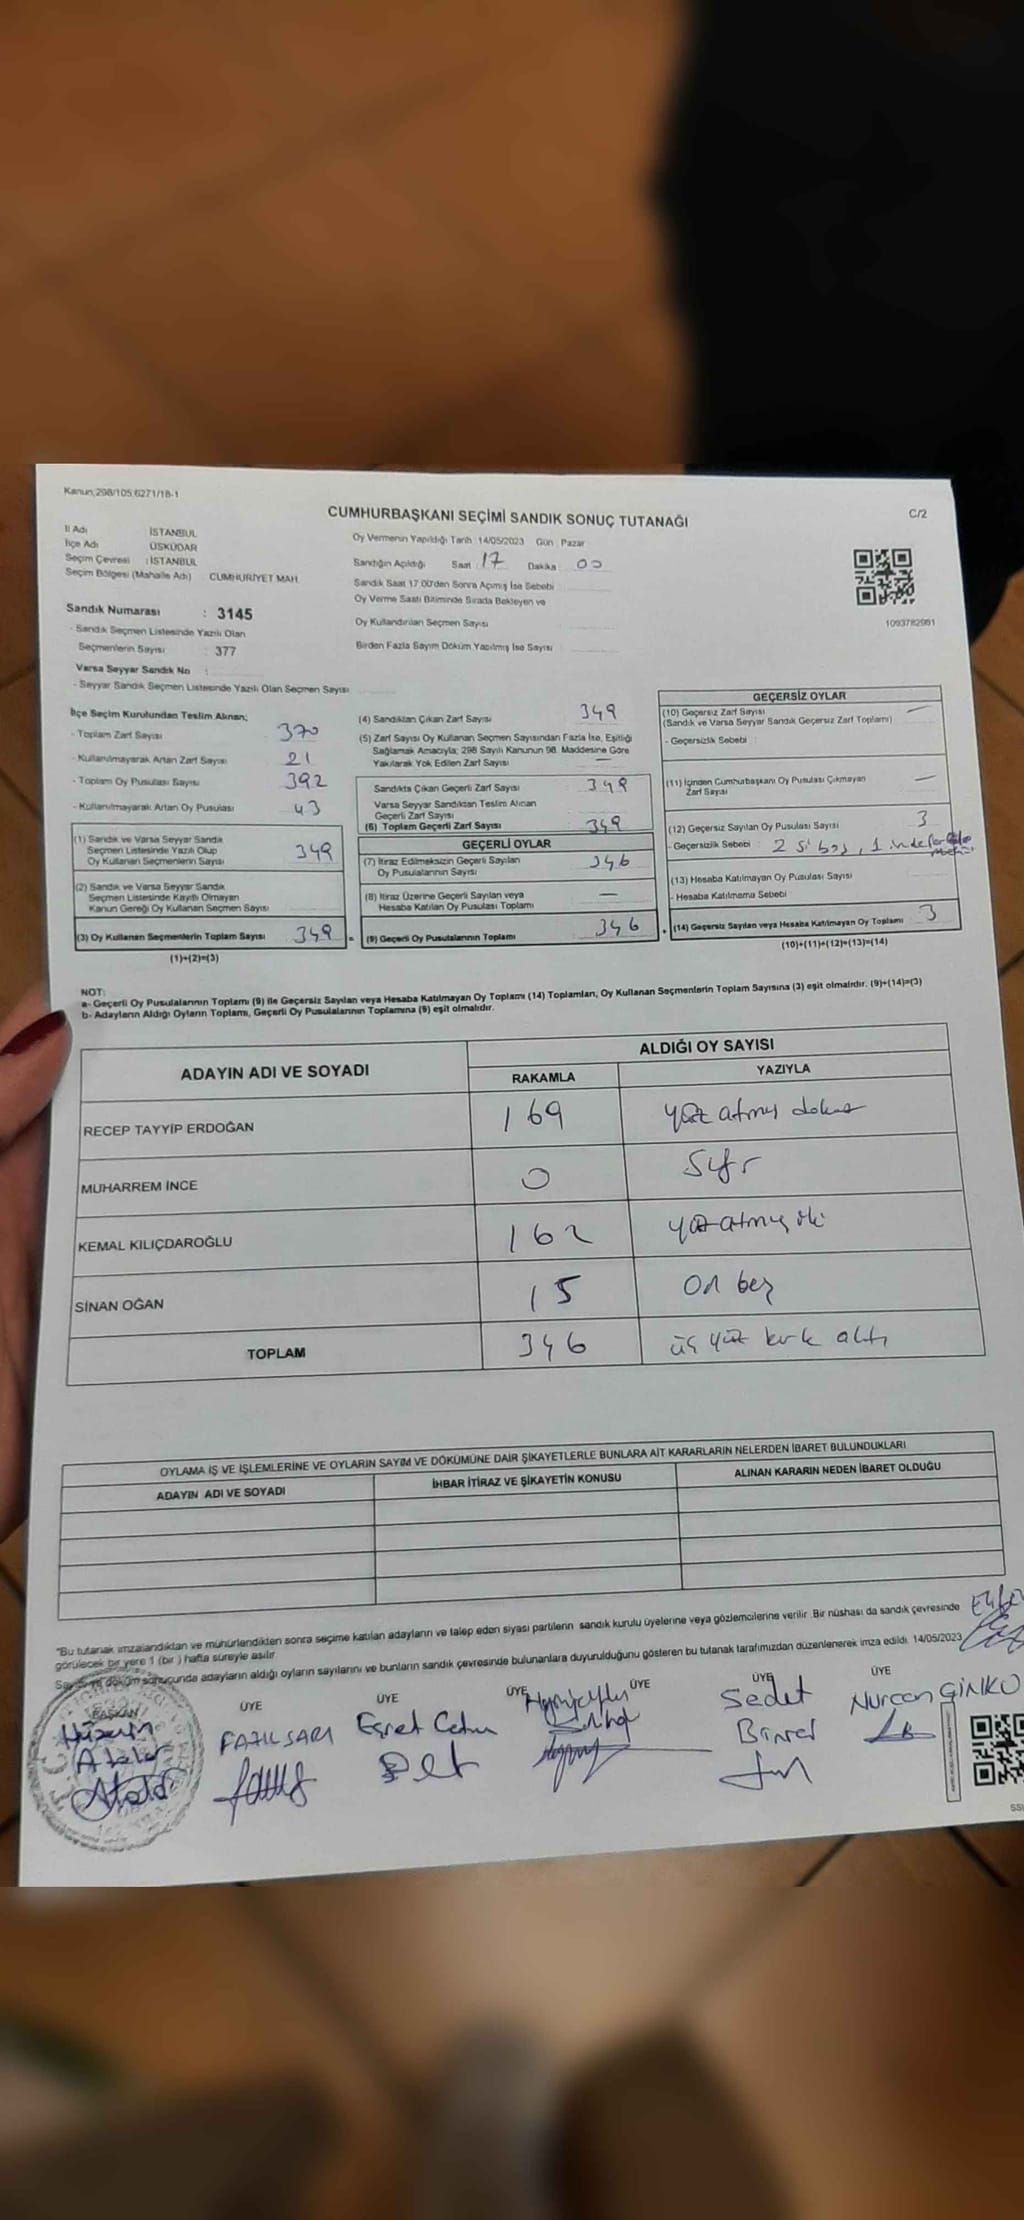 Kanun;298/105;6271/18-1
CUMHURBAŞKANI SEÇİMİ SANDIK SONUÇ TUTANAĞI
C/2
İl Adı İSTANBUL
İlçe Adı ÜSKÜDAR
Seçim Çevresi : İSTANBUL
Seçim Bölgesi (Mahalle Adı) CUMHURİYET MAH.
Sandık Numarası : 3145
- Sandık Seçmen Listesinde Yazılı Olan
Seçmenlerin Sayısı : 377
Varsa Seyyar Sandık No :
- Seyyar Sandık Seçmen Listesinde Yazılı Olan Seçmen Sayısı
Oy Vermenin Yapıldığı Tarih :14/05/2023 Gün : Pazar
Sandığın Açıldığı Saat : 17 Dakika : 00
Sandık Saat 17.00'den Sonra Açımış İse Sebebi
Oy Verme Saati Bitiminde Sırada Bekleyen ve
Oy Kullandırılan Seçmen Sayısı
Birden Fazla Sayım Döküm Yapılmış İse Sayısı
1093782981
İlçe Seçim Kurulundan Teslim Alınan;
- Toplam Zarf Sayısı 370
- Kullanılmayarak Artan Zarf Sayısı 21
- Toplam Oy Pusulası Sayısı 392
- Kullanılmayarak Artan Oy Pusulası 43
(1) Sandık ve Varsa Seyyar Sandık
Seçmen Listesinde Yazılı Olup
Oy Kullanan Seçmenlerin Sayısı 349
(2) Sandık ve Varsa Seyyar Sandık
Seçmen Listesinde Kayıtlı Olmayan
Kanun Gereği Oy Kullanan Seçmen Sayısı
(3) Oy Kullanan Seçmenlerin Toplam Sayısı 349 =
(1)+(2)=(3)
(4) Sandıktan Çıkan Zarf Sayısı 349
(5) Zarf Sayısı Oy Kullanan Seçmen Sayısından Fazla İse, Eşitliği
Sağlamak Amacıyla; 298 Sayılı Kanunun 98. Maddesine Göre
Yakılarak Yok Edilen Zarf Sayısı —
Sandıkta Çıkan Geçerli Zarf Sayısı 349
Varsa Seyyar Sandıktan Teslim Alınan
Geçerli Zarf Sayısı
(6) Toplam Geçerli Zarf Sayısı 349
GEÇERLİ OYLAR
(7) İtiraz Edilmeksizin Geçerli Sayılan
Oy Pusulalarının Sayısı 346
(8) İtiraz Üzerine Geçerli Sayılan veya
Hesaba Katılan Oy Pusulası Toplamı —
(9) Geçerli Oy Pusulalarının Toplamı 346 +
GEÇERSİZ OYLAR
(10) Geçersiz Zarf Sayısı —
(Sandık ve Varsa Seyyar Sandık Geçersiz Zarf Toplamı)
- Geçersizlik Sebebi :
(11) İçinden Cumhurbaşkanı Oy Pusulası Çıkmayan —
Zarf Sayısı
(12) Geçersiz Sayılan Oy Pusulası Sayısı 3
- Geçersizlik Sebebi : 2 si boş, 1 inde
(13) Hesaba Katılmayan Oy Pusulası Sayısı
- Hesaba Katılmama Sebebi
(14) Geçersiz Sayılan veya Hesaba Katılmayan Oy Toplamı 3
(10)+(11)+(12)+(13)=(14)
NOT:
a- Geçerli Oy Pusulalarının Toplamı (9) ile Geçersiz Sayılan veya Hesaba Katılmayan Oy Toplamı (14) Toplamları, Oy Kullanan Seçmenlerin Toplam Sayısına (3) eşit olmalıdır. (9)+(14)=(3)
b- Adayların Aldığı Oyların Toplamı, Geçerli Oy Pusulalarının Toplamına (9) eşit olmalıdır.
ADAYIN ADI VE SOYADI
ALDIĞI OY SAYISI
RAKAMLA YAZIYLA
RECEP TAYYİP ERDOĞAN 169 yüz atmış dokuz
MUHARREM İNCE 0 Sıfır
KEMAL KILIÇDAROĞLU 162 yüz atmış iki
SİNAN OĞAN 15 On beş
TOPLAM 346 üç yüz kırk altı
OYLAMA İŞ VE İŞLEMLERİNE VE OYLARIN SAYIM VE DÖKÜMÜNE DAİR ŞİKAYETLERLE BUNLARA AİT KARARLARIN NELERDEN İBARET BULUNDUKLARI
ADAYIN ADI VE SOYADI İHBAR İTİRAZ VE ŞİKAYETİN KONUSU ALINAN KARARIN NEDEN İBARET OLDUĞU
"Bu tutanak imzalandıktan ve mühürlendikten sonra seçime katılan adayların ve talep eden siyasi partilerin sandık kurulu üyelerine veya gözlemcilerine verilir. Bir nüshası da sandık çevresinde
görülecek bir yere 1 (bir ) hafta süreyle asılır.
Sayım ve döküm sonucunda adayların aldığı oyların sayılarını ve bunların sandık çevresinde bulunanlara duyurulduğunu gösteren bu tutanak tarafımızdan düzenlenerek imza edildi. 14/05/2023
BAŞKAN ÜYE ÜYE ÜYE ÜYE ÜYE ÜYE
Hüseyin
FAZIL SARI
Esret Cetin
Sedat
Nurcan GİNKO